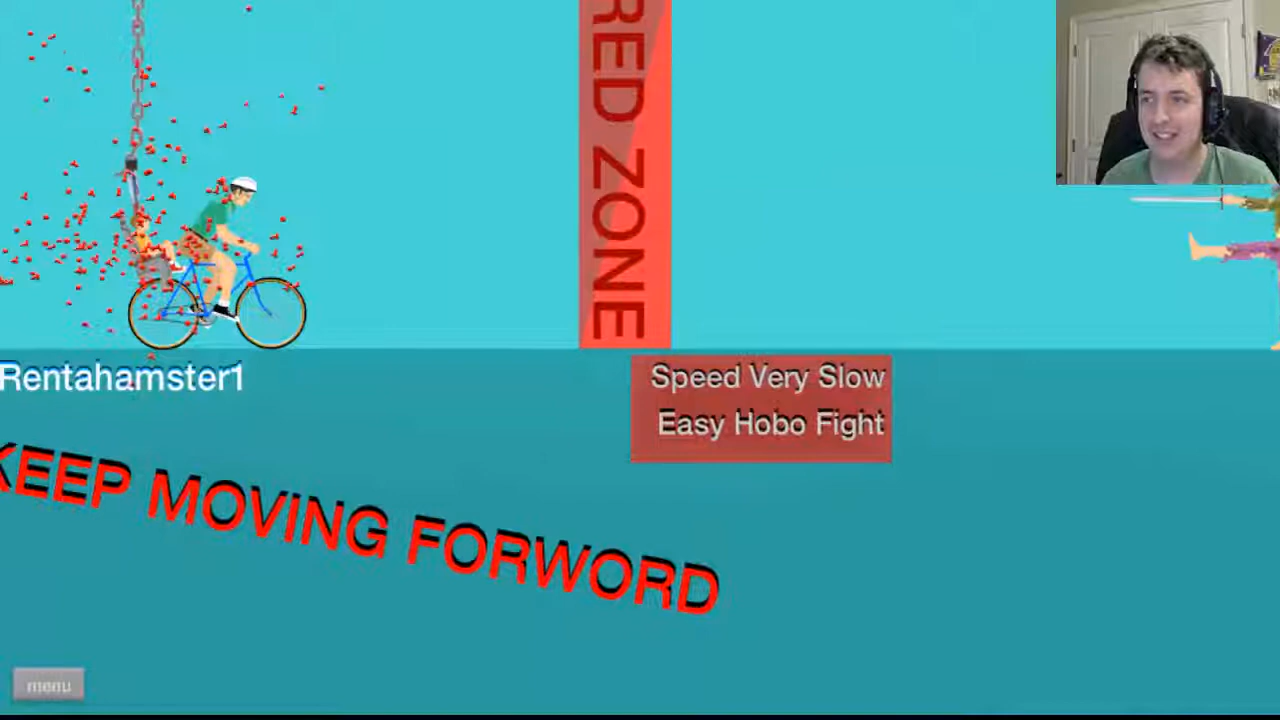 RED ZONE
Rentahamster1
Speed Very Slow
Easy Hobo Fight
KEEP MOVING FORWORD
menu